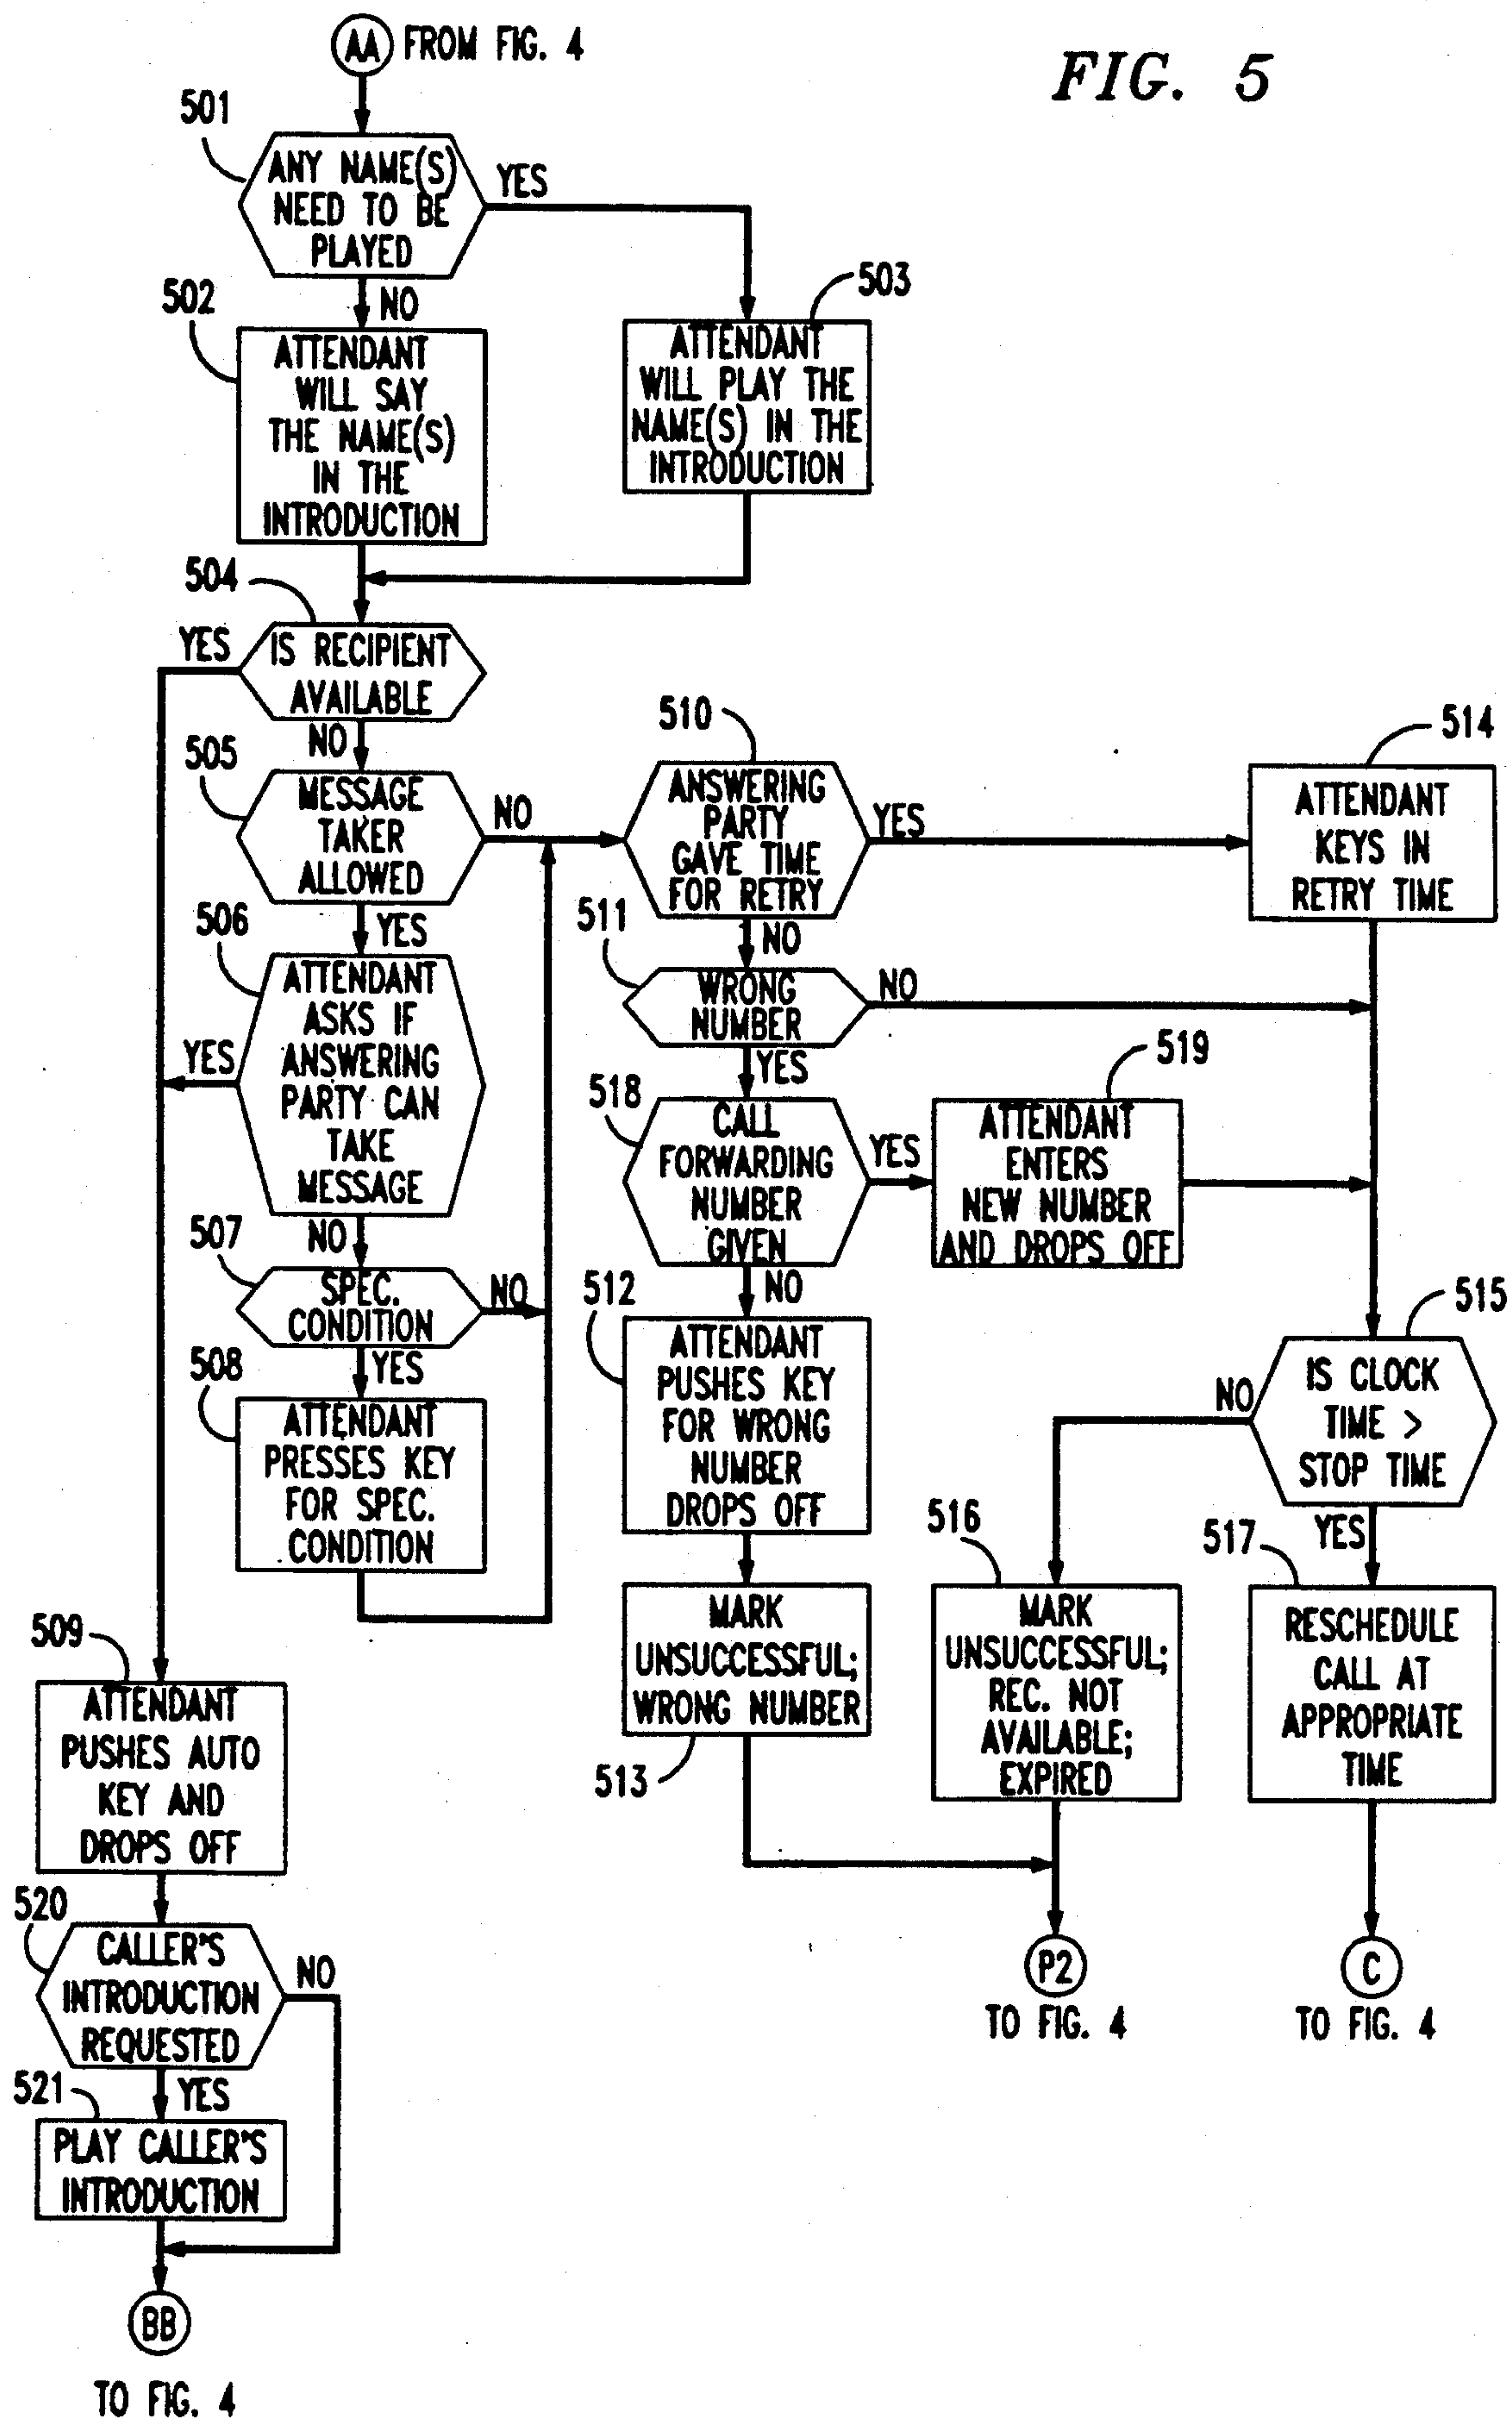 AA FROM FIG. 4
FIG. 5
501
ANY NAME(S)
NEED TO BE
PLAYED
YES
NO
502
ATTENDANT
WILL SAY
THE NAME(S)
IN THE
INTRODUCTION
503
ATTENDANT
WILL PLAY THE
NAME(S) IN THE
INTRODUCTION
504
IS RECIPIENT
AVAILABLE
YES
NO
505
MESSAGE
TAKER
ALLOWED
NO
YES
506
ATTENDANT
ASKS IF
ANSWERING
PARTY CAN
TAKE
MESSAGE
YES
NO
507
SPEC.
CONDITION
NO
YES
508
ATTENDANT
PRESSES KEY
FOR SPEC.
CONDITION
509
ATTENDANT
PUSHES AUTO
KEY AND
DROPS OFF
520
CALLER'S
INTRODUCTION
REQUESTED
NO
YES
521
PLAY CALLER'S
INTRODUCTION
BB
TO FIG. 4
510
ANSWERING
PARTY
GAVE TIME
FOR RETRY
YES
NO
511
WRONG
NUMBER
NO
YES
518
CALL
FORWARDING
NUMBER
GIVEN
YES
NO
519
ATTENDANT
ENTERS
NEW NUMBER
AND DROPS OFF
512
ATTENDANT
PUSHES KEY
FOR WRONG
NUMBER
DROPS OFF
MARK
UNSUCCESSFUL;
WRONG NUMBER
513
514
ATTENDANT
KEYS IN
RETRY TIME
515
IS CLOCK
TIME >
STOP TIME
NO
YES
516
MARK
UNSUCCESSFUL;
REC. NOT
AVAILABLE;
EXPIRED
517
RESCHEDULE
CALL AT
APPROPRIATE
TIME
P2
TO FIG. 4
C
TO FIG. 4